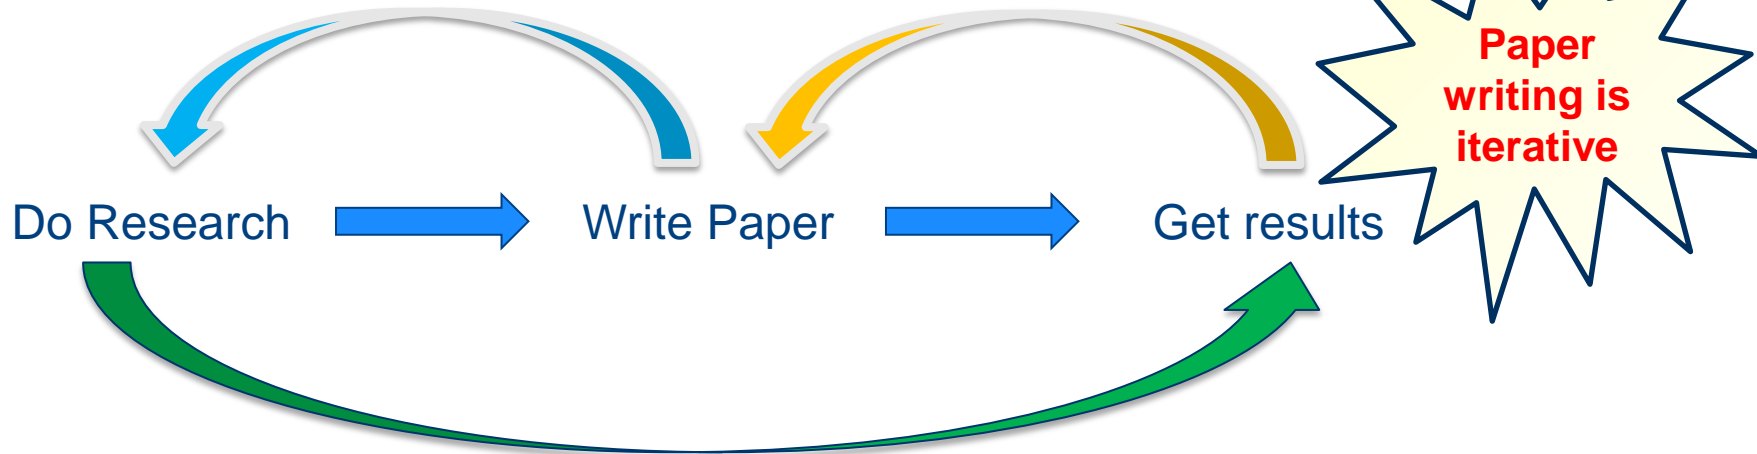 Paper
writing is
iterative
Do Research
Write Paper
Get results